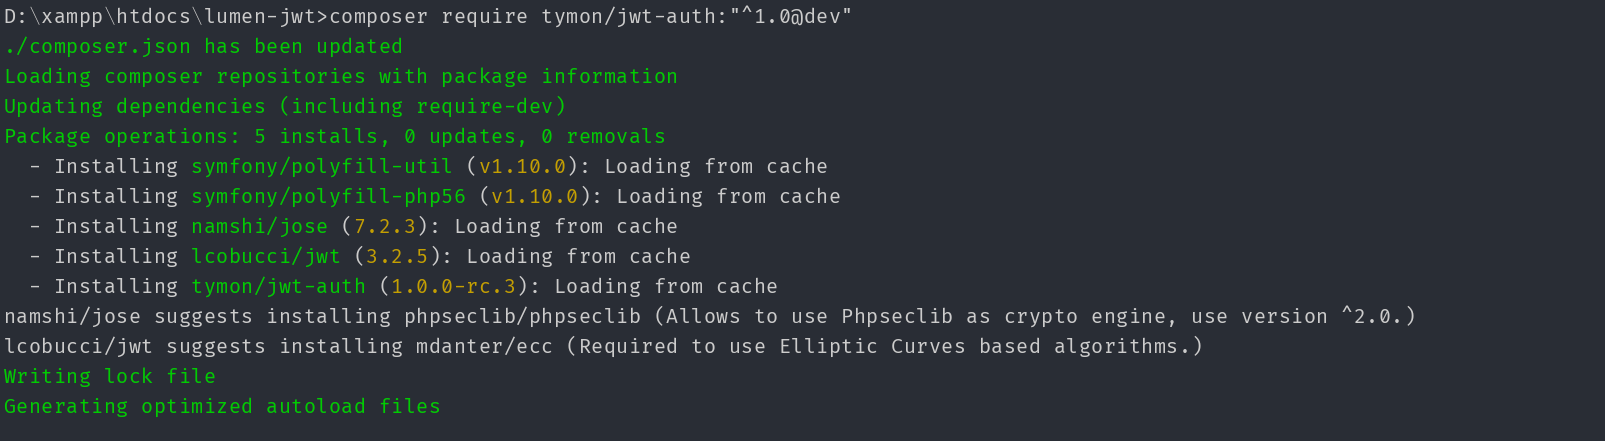 D:\xampp\htdocs\lumen-jwt>composer require tymon/jwt-auth:"^1.0@dev"
./composer.json has been updated
Loading composer repositories with package information
Updating dependencies (including require-dev)
Package operations: 5 installs, 0 updates, 0 removals
  - Installing symfony/polyfill-util (v1.10.0): Loading from cache
  - Installing symfony/polyfill-php56 (v1.10.0): Loading from cache
  - Installing namshi/jose (7.2.3): Loading from cache
  - Installing lcobucci/jwt (3.2.5): Loading from cache
  - Installing tymon/jwt-auth (1.0.0-rc.3): Loading from cache
namshi/jose suggests installing phpseclib/phpseclib (Allows to use Phpseclib as crypto engine, use version ^2.0.)
lcobucci/jwt suggests installing mdanter/ecc (Required to use Elliptic Curves based algorithms.)
Writing lock file
Generating optimized autoload files